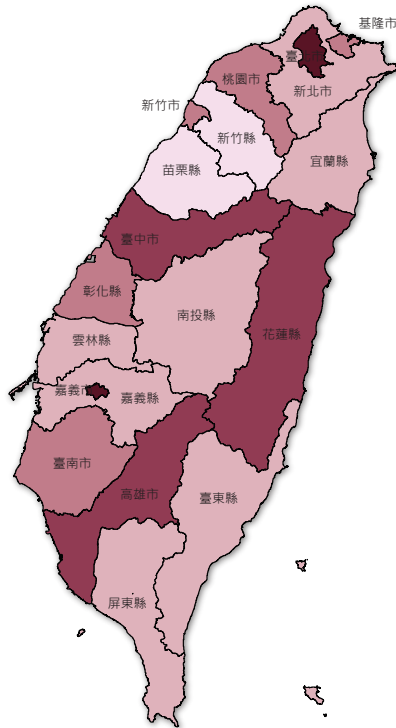 基隆市
臺北市
桃園市
新北市
新竹市
新竹縣
宜蘭縣
苗栗縣
臺中市
彰化縣
南投縣
花蓮縣
雲林縣
嘉義市
嘉義縣
臺南市
高雄市
臺東縣
屏東縣